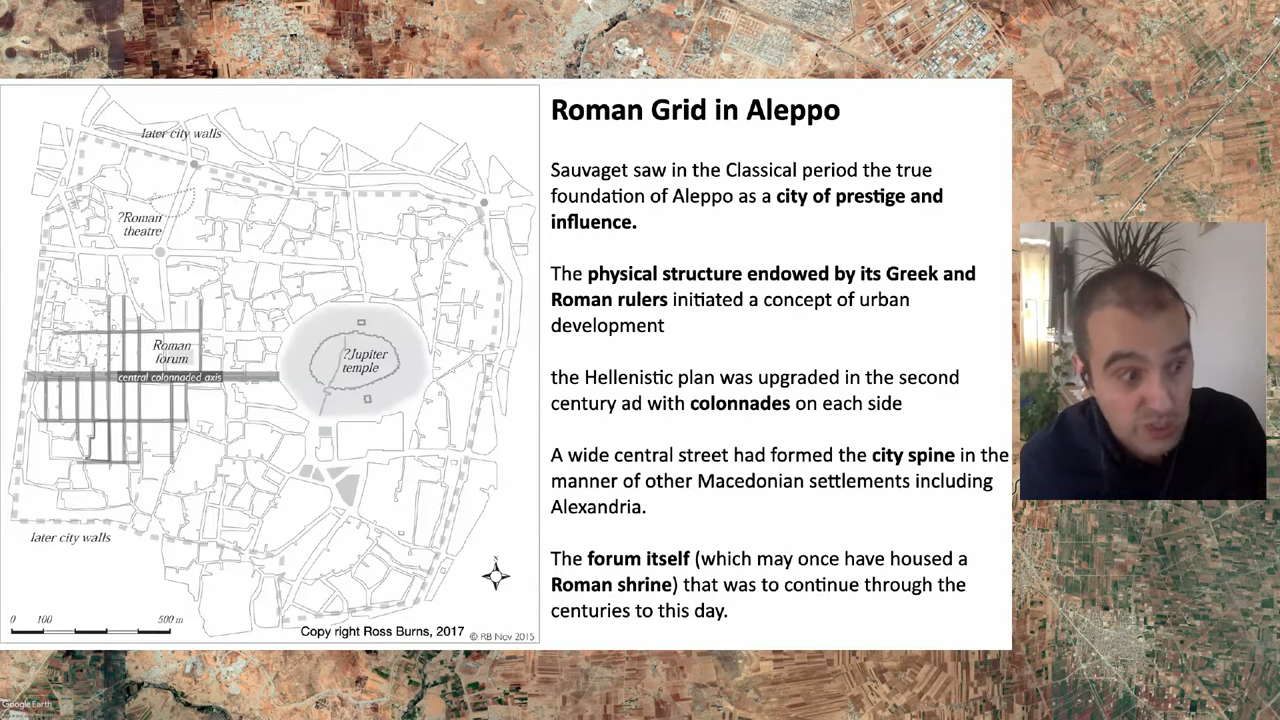 later city walls
?Roman
theatre
Roman
forum
?Jupiter
temple
central colonnaded axis
later city walls
N
0 100 500 m
Copy right Ross Burns, 2017 © RB Nov 2015
Roman Grid in Aleppo
Sauvaget saw in the Classical period the true
foundation of Aleppo as a city of prestige and
influence.
The physical structure endowed by its Greek and
Roman rulers initiated a concept of urban
development
the Hellenistic plan was upgraded in the second
century ad with colonnades on each side
A wide central street had formed the city spine in the
manner of other Macedonian settlements including
Alexandria.
The forum itself (which may once have housed a
Roman shrine) that was to continue through the
centuries to this day.
Google Earth